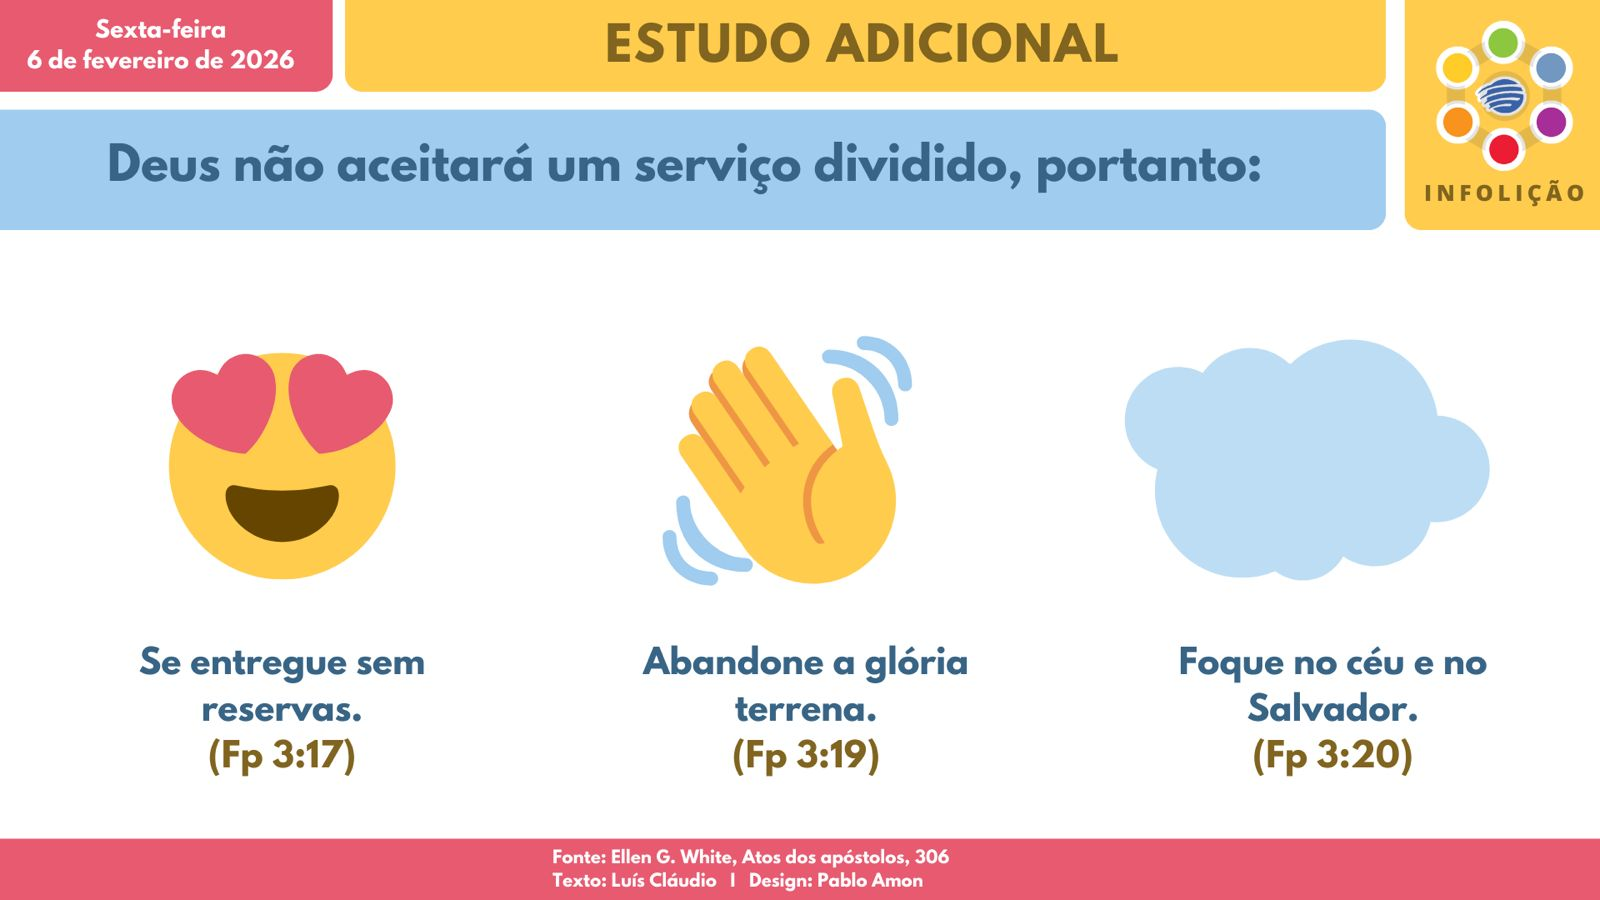 Sexta-feira
6 de fevereiro de 2026
ESTUDO ADICIONAL
INFOLIÇÃO
Deus não aceitará um serviço dividido, portanto:
Se entregue sem
reservas.
(Fp 3:17)
Abandone a glória
terrena.
(Fp 3:19)
Foque no céu e no
Salvador.
(Fp 3:20)
Fonte: Ellen G. White, Atos dos apóstolos, 306
Texto: Luís Cláudio | Design: Pablo Amon